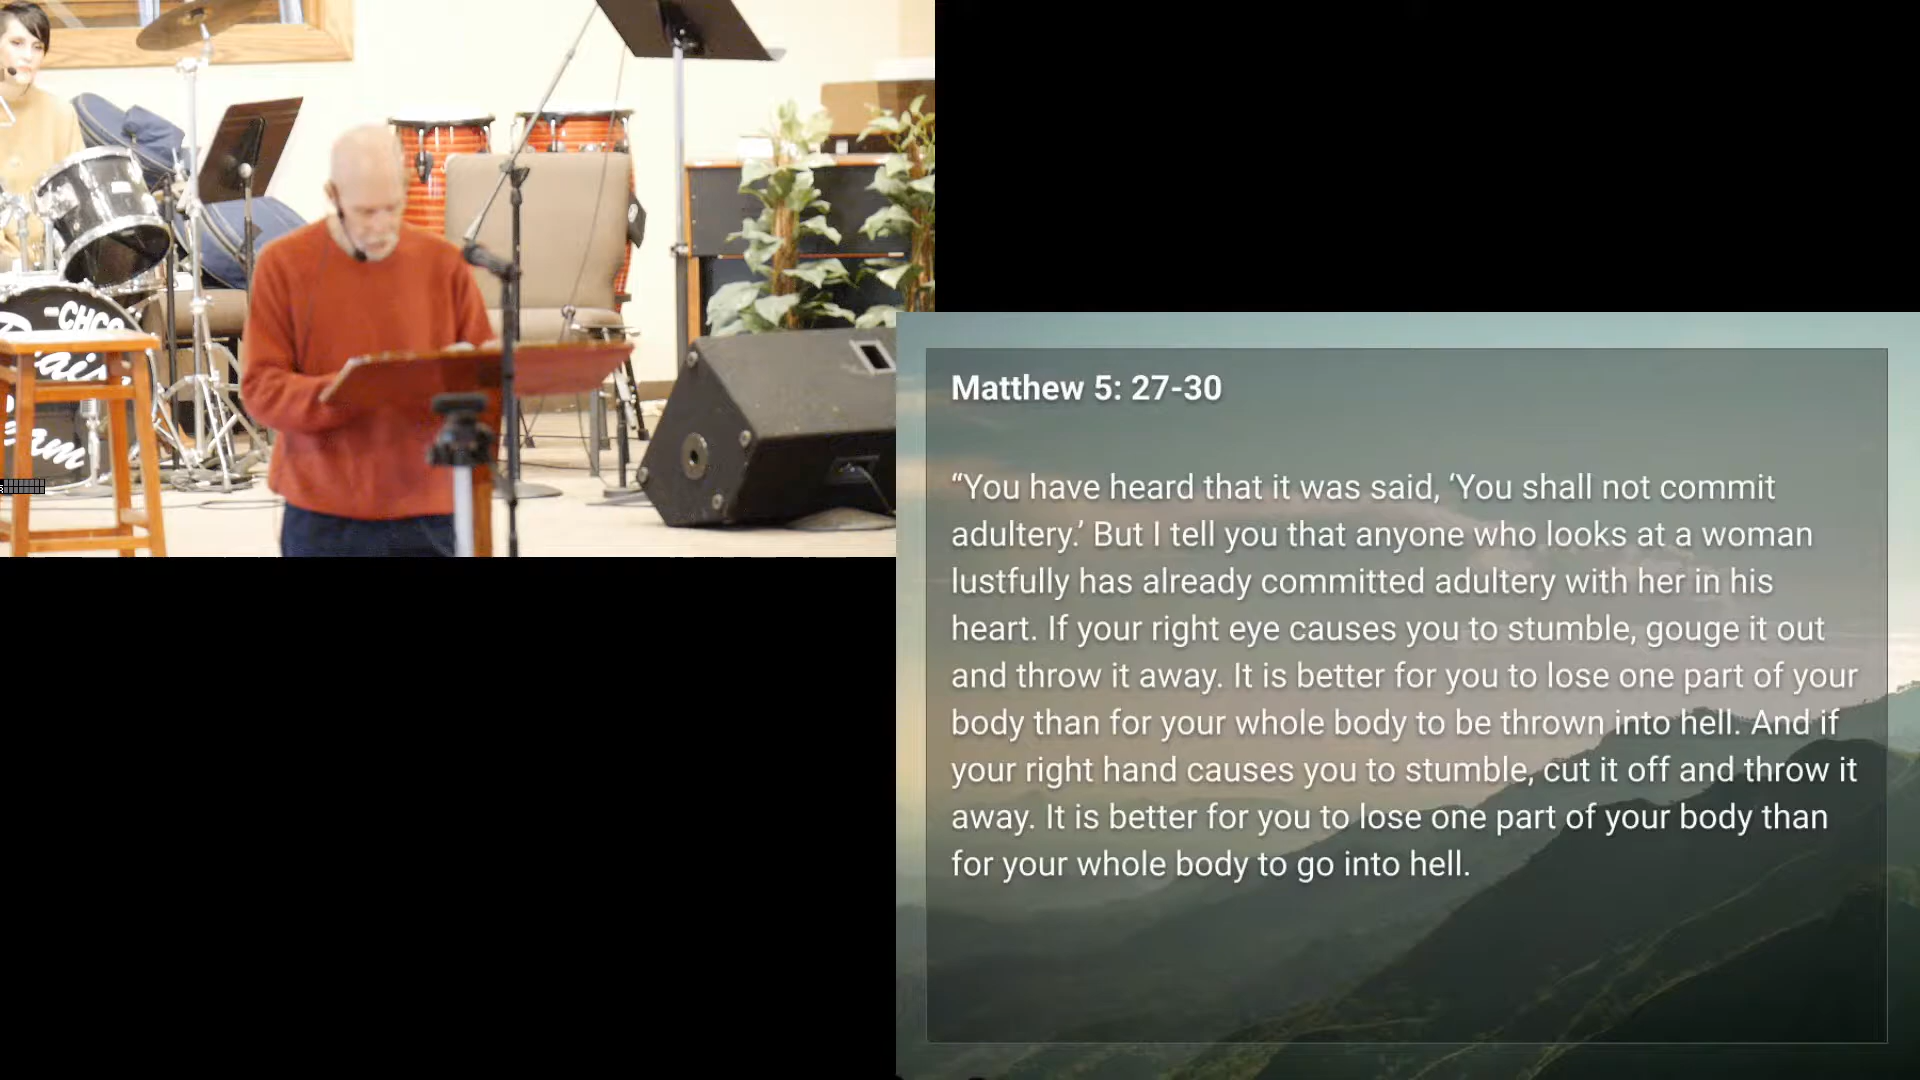 -CHCC-
Praise
Team
Matthew 5: 27-30
“You have heard that it was said, ‘You shall not commit
adultery.’ But I tell you that anyone who looks at a woman
lustfully has already committed adultery with her in his
heart. If your right eye causes you to stumble, gouge it out
and throw it away. It is better for you to lose one part of your
body than for your whole body to be thrown into hell. And if
your right hand causes you to stumble, cut it off and throw it
away. It is better for you to lose one part of your body than
for your whole body to go into hell.